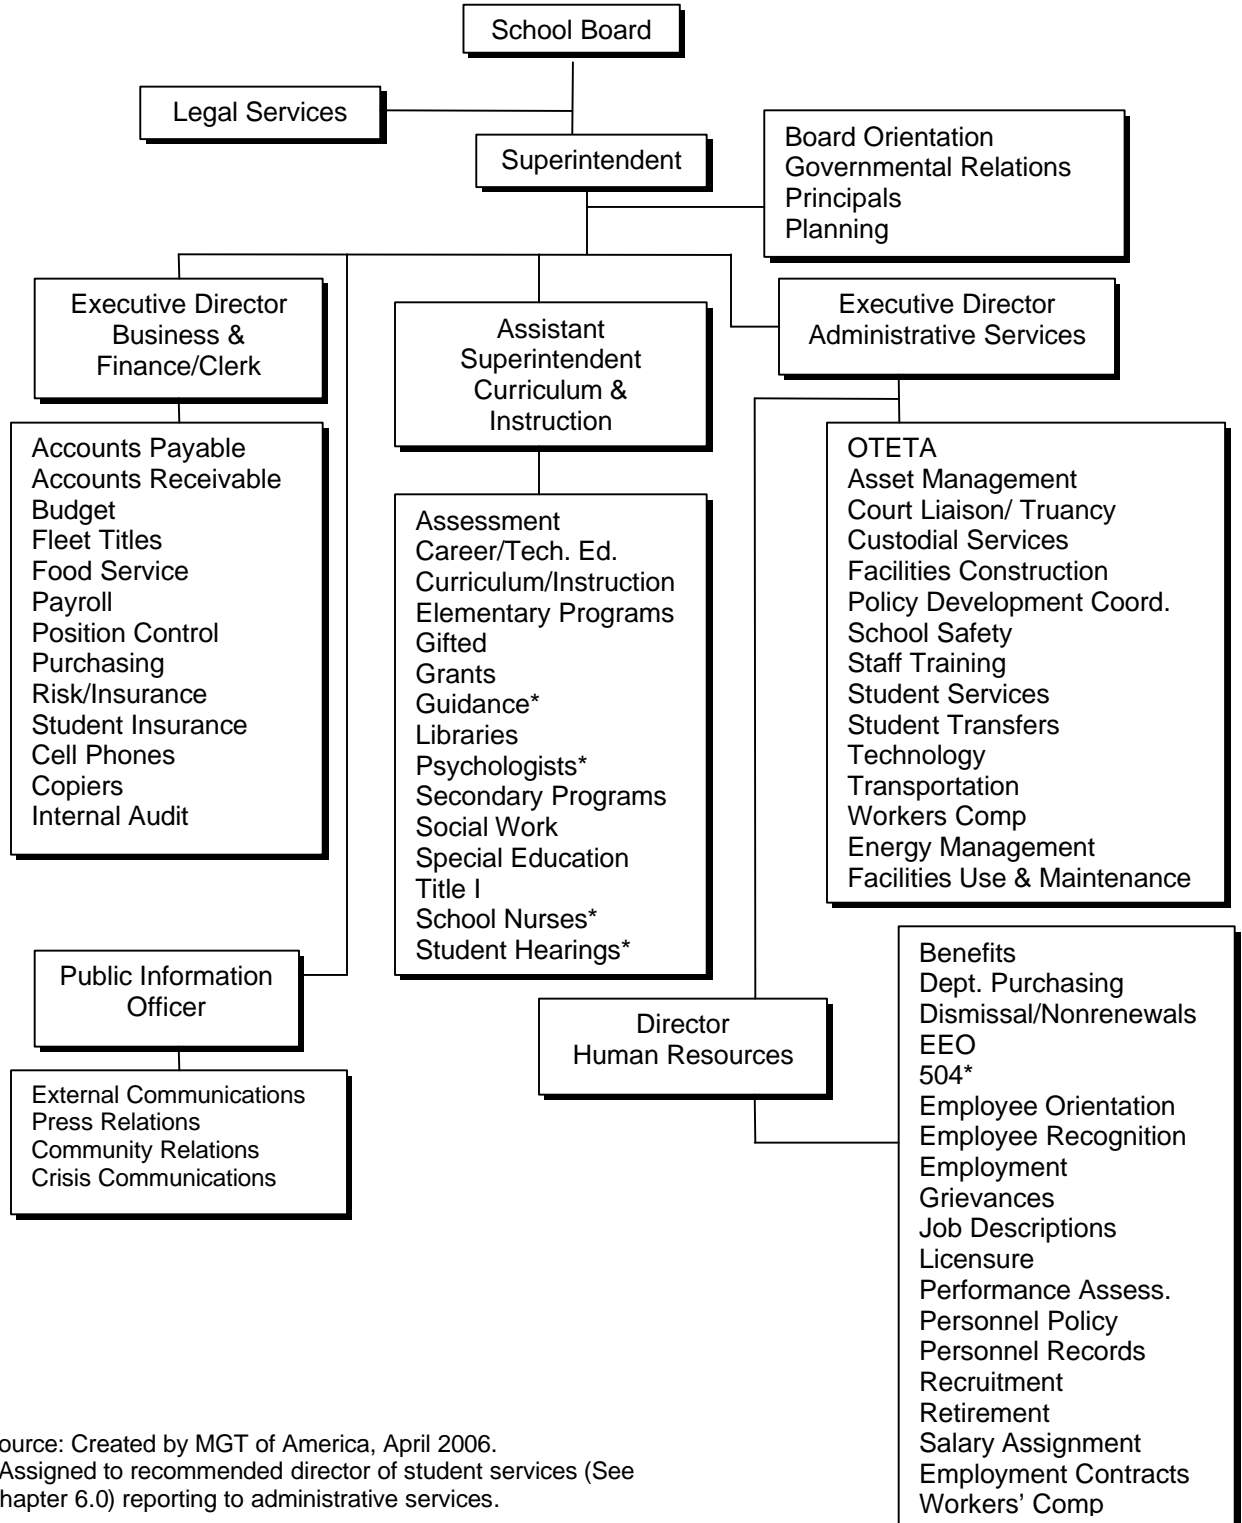 School Board
Legal Services
Superintendent
Board Orientation
Governmental Relations
Principals
Planning
Executive Director
Business &
Finance/Clerk
Assistant
Superintendent
Curriculum &
Instruction
Executive Director
Administrative Services
Accounts Payable
Accounts Receivable
Budget
Fleet Titles
Food Service
Payroll
Position Control
Purchasing
Risk/Insurance
Student Insurance
Cell Phones
Copiers
Internal Audit
Assessment
Career/Tech. Ed.
Curriculum/Instruction
Elementary Programs
Gifted
Grants
Guidance*
Libraries
Psychologists*
Secondary Programs
Social Work
Special Education
Title I
School Nurses*
Student Hearings*
OTETA
Asset Management
Court Liaison/ Truancy
Custodial Services
Facilities Construction
Policy Development Coord.
School Safety
Staff Training
Student Services
Student Transfers
Technology
Transportation
Workers Comp
Energy Management
Facilities Use & Maintenance
Public Information
Officer
External Communications
Press Relations
Community Relations
Crisis Communications
Director
Human Resources
Benefits
Dept. Purchasing
Dismissal/Nonrenewals
EEO
504*
Employee Orientation
Employee Recognition
Employment
Grievances
Job Descriptions
Licensure
Performance Assess.
Personnel Policy
Personnel Records
Recruitment
Retirement
Salary Assignment
Employment Contracts
Workers' Comp
ource: Created by MGT of America, April 2006.
Assigned to recommended director of student services (See
hapter 6.0) reporting to administrative services.